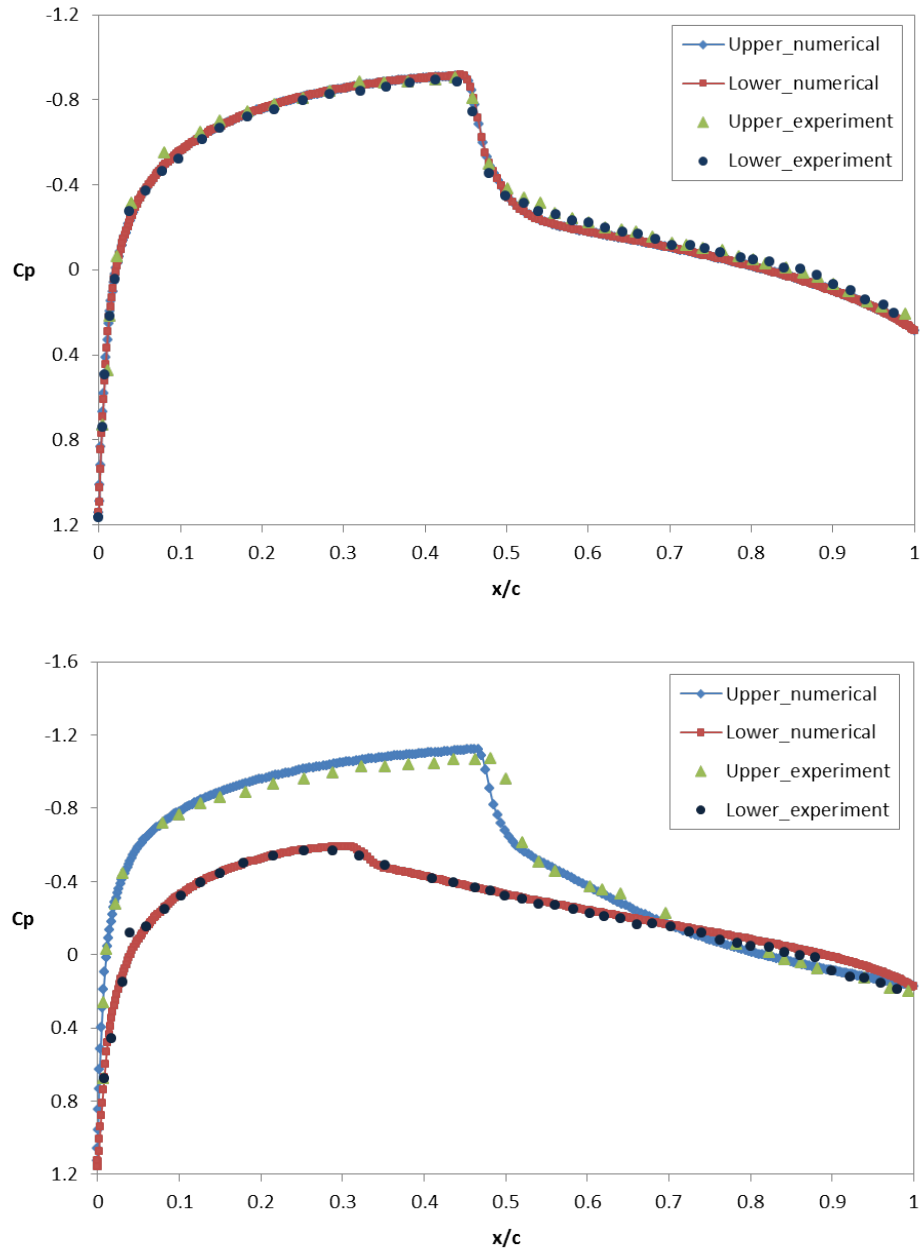 -1.2
-0.8
-0.4
0
0.4
0.8
1.2
Cp
0 0.1 0.2 0.3 0.4 0.5 0.6 0.7 0.8 0.9 1
x/c
Upper_numerical
Lower_numerical
Upper_experiment
Lower_experiment
-1.6
-1.2
-0.8
-0.4
0
0.4
0.8
1.2
Cp
0 0.1 0.2 0.3 0.4 0.5 0.6 0.7 0.8 0.9 1
x/c
Upper_numerical
Lower_numerical
Upper_experiment
Lower_experiment